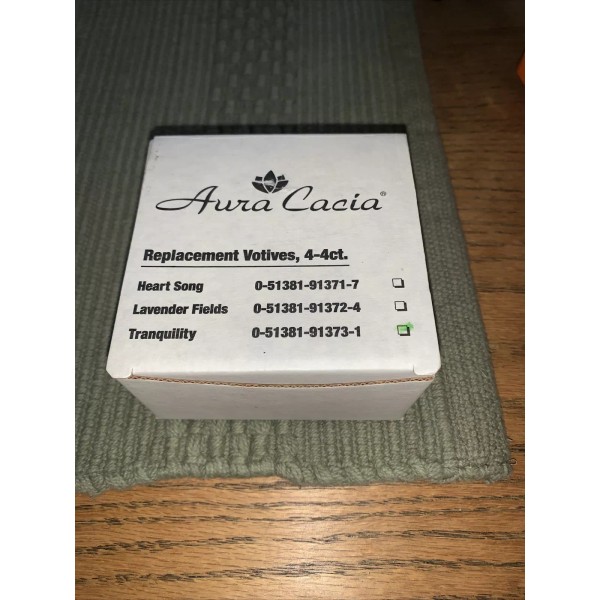 Aura Cacia®
Replacement Votives, 4-4ct.
Heart Song 0-51381-91371-7
Lavender Fields 0-51381-91372-4
Tranquility 0-51381-91373-1